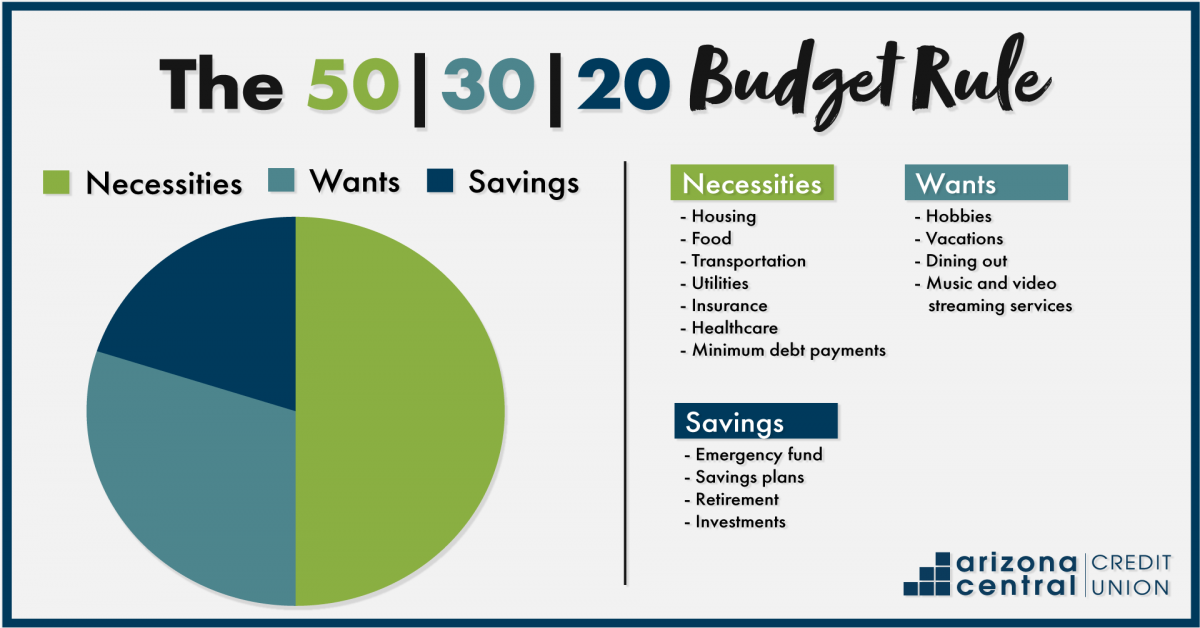 The 50|30|20 Budget Rule
Necessities Wants Savings
Necessities
- Housing
- Food
- Transportation
- Utilities
- Insurance
- Healthcare
- Minimum debt payments
Wants
- Hobbies
- Vacations
- Dining out
- Music and video
streaming services
Savings
- Emergency fund
- Savings plans
- Retirement
- Investments
arizona
central
CREDIT
UNION